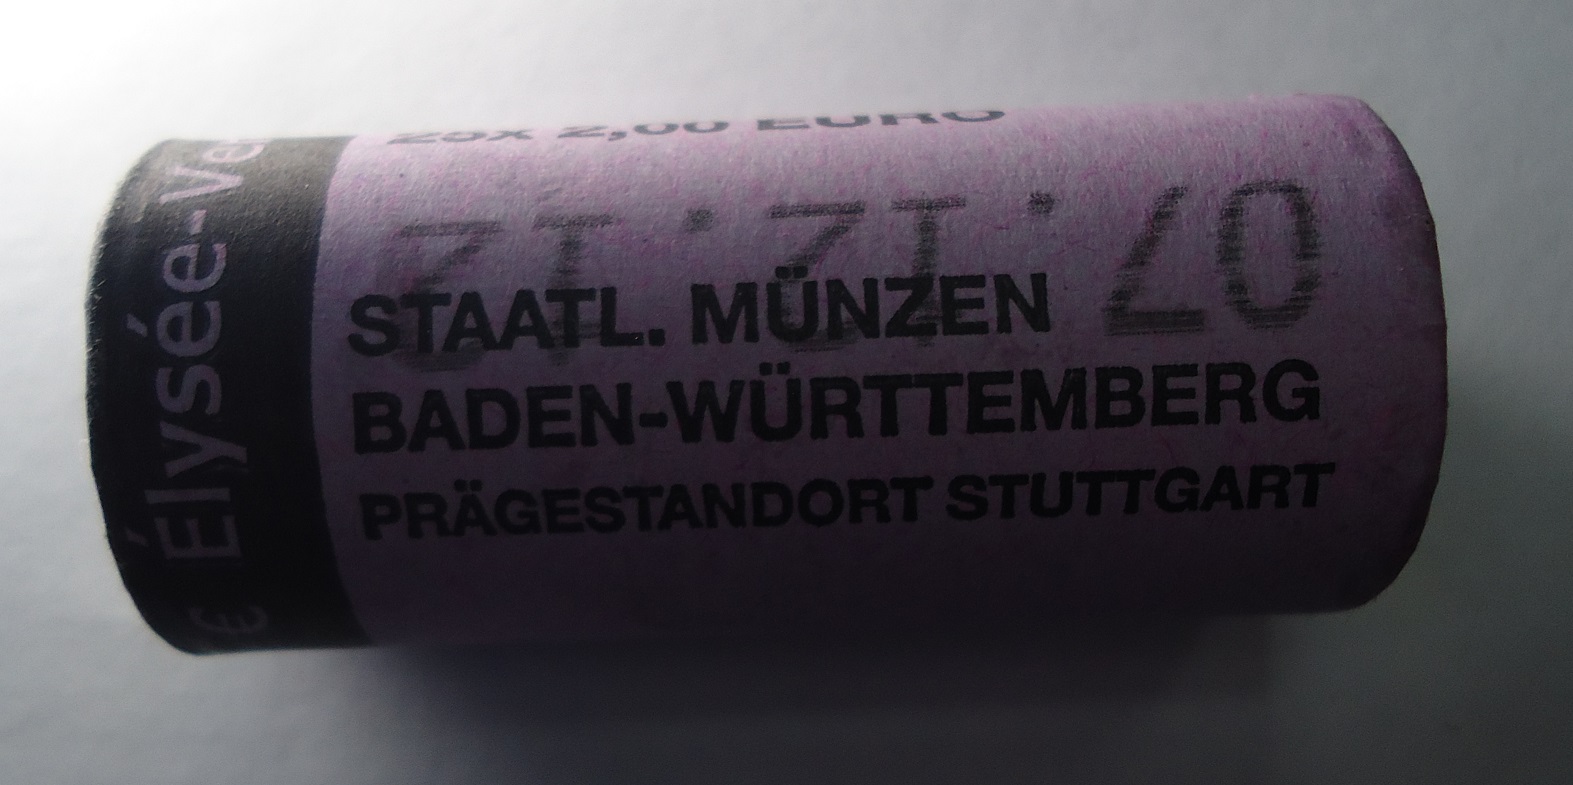 25x 2,00 EURO
07.12.12
STAATL. MÜNZEN
BADEN-WÜRTTEMBERG
PRÄGESTANDORT STUTTGART
€ Élysée-Ve